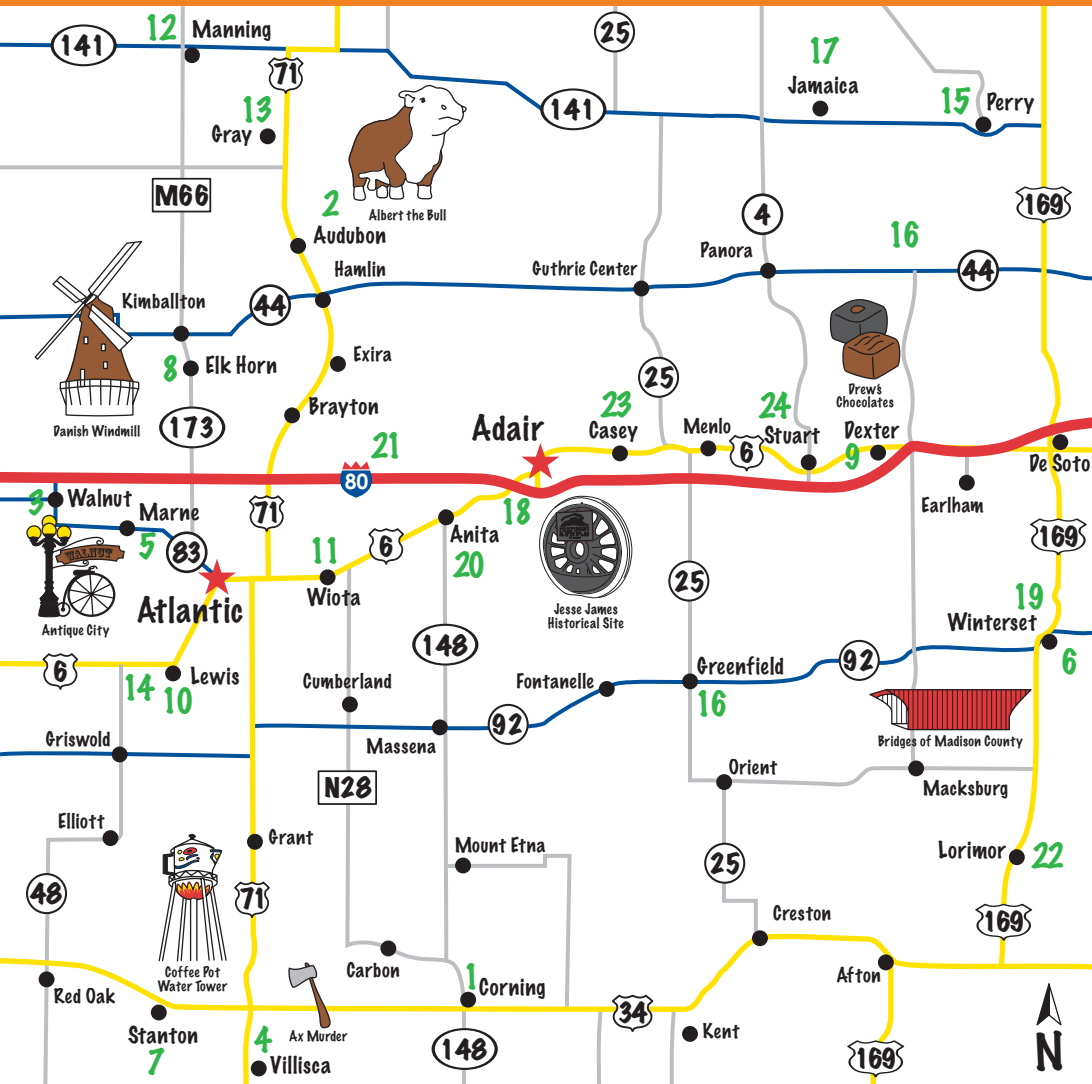 12
Manning
25
141
17
71
Jamaica
13
Gray
141
15
Perry
M66
2
Albert the Bull
Audubon
4
169
16
Panora
Hamlin
Guthrie Center
44
Kimballton
44
8
Elk Horn
Exira
25
Drew's
Chocolates
Brayton
Danish Windmill
173
23
24
Adair
Casey
Menlo
6
Stuart
Dexter
9
21
80
De Soto
3
Walnut
71
18
Earlham
Marne
5
83
WALNUT
Anita
6
20
169
11
Wiota
25
Atlantic
Antique City
Jesse James
Historical Site
19
Winterset
6
148
6
14
10
Lewis
Cumberland
Fontanelle
Greenfield
16
92
92
Massena
Griswold
Bridges of Madison County
N28
Orient
Macksburg
Elliott
Grant
Mount Etna
Lorimor
22
48
71
25
169
Creston
Coffee Pot
Water Tower
Carbon
Afton
Red Oak
1
Corning
Stanton
7
Ax Murder
34
4
Villisca
148
Kent
169
N